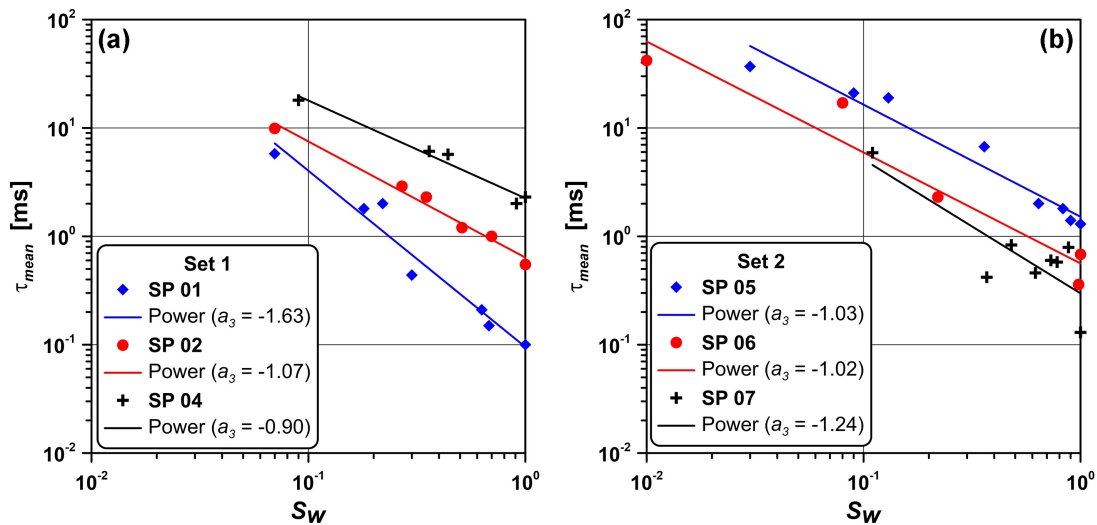 (a)
10²
10¹
10⁰
10⁻¹
10⁻²
τmean [ms]
Set 1
SP 01
Power (a₃ = -1.63)
SP 02
Power (a₃ = -1.07)
SP 04
Power (a₃ = -0.90)
10⁻²
10⁻¹
10⁰
SW
(b)
10²
10¹
10⁰
10⁻¹
10⁻²
τmean [ms]
Set 2
SP 05
Power (a₃ = -1.03)
SP 06
Power (a₃ = -1.02)
SP 07
Power (a₃ = -1.24)
10⁻²
10⁻¹
10⁰
SW